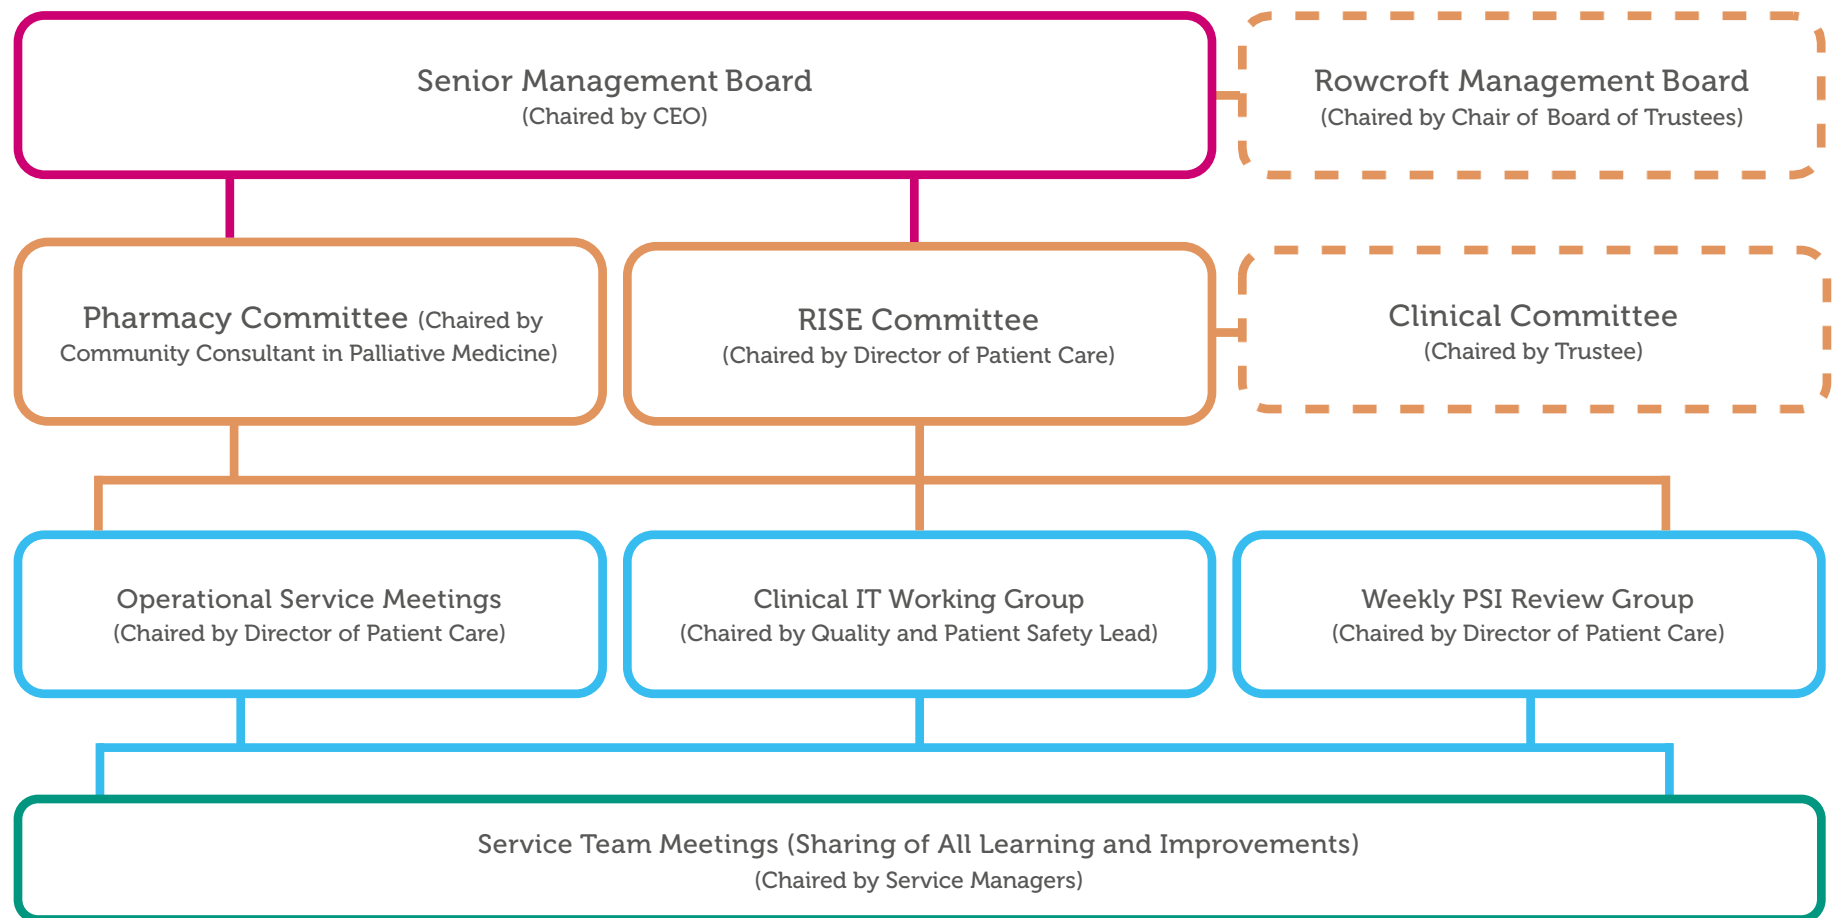 Senior Management Board
(Chaired by CEO)
Rowcroft Management Board
(Chaired by Chair of Board of Trustees)
Pharmacy Committee (Chaired by
Community Consultant in Palliative Medicine)
RISE Committee
(Chaired by Director of Patient Care)
Clinical Committee
(Chaired by Trustee)
Operational Service Meetings
(Chaired by Director of Patient Care)
Clinical IT Working Group
(Chaired by Quality and Patient Safety Lead)
Weekly PSI Review Group
(Chaired by Director of Patient Care)
Service Team Meetings (Sharing of All Learning and Improvements)
(Chaired by Service Managers)